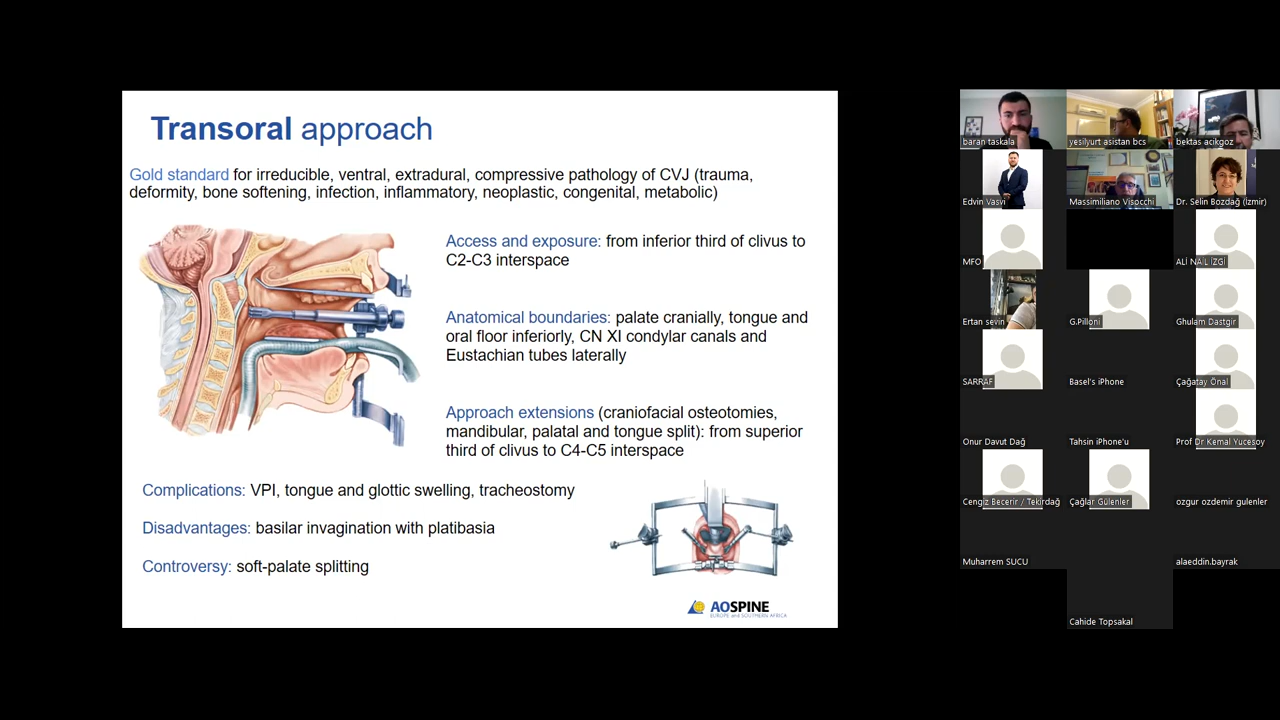 Transoral approach
Gold standard for irreducible, ventral, extradural, compressive pathology of CVJ (trauma,
deformity, bone softening, infection, inflammatory, neoplastic, congenital, metabolic)
Access and exposure: from inferior third of clivus to
C2-C3 interspace
Anatomical boundaries: palate cranially, tongue and
oral floor inferiorly, CN XI condylar canals and
Eustachian tubes laterally
Approach extensions (craniofacial osteotomies,
mandibular, palatal and tongue split): from superior
third of clivus to C4-C5 interspace
Complications: VPI, tongue and glottic swelling, tracheostomy
Disadvantages: basilar invagination with platibasia
Controversy: soft-palate splitting
AOSPINE
EUROPE and SOUTHERN AFRICA
baran taskala
yesilyurt asistan bcs
bektas acikgoz
Edvin Vasvi
Massimiliano Visocchi
Dr. Selin Bozdağ (İzmir)
MFO
ALİ NAİL İZGİ
Ertan sevin
G.Pilloni
Ghulam Dastgir
SARRAF
Basel's iPhone
Çağatay Önal
Onur Davut Dağ
Tahsin iPhone'u
Prof Dr Kemal Yucesoy
Cengiz Becerir / Tekirdağ
Çağlar Gülenler
ozgur ozdemir gulenler
Muharrem SUCU
alaeddin.bayrak
Cahide Topsakal